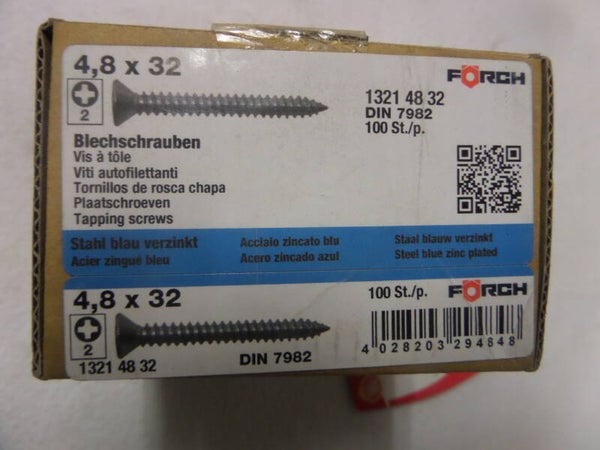 4,8 x 32
FÖRCH
2
1321 48 32
DIN 7982
100 St./p.
Blechschrauben
Vis à tôle
Viti autofilettanti
Tornillos de rosca chapa
Plaatschroeven
Tapping screws
Stahl blau verzinkt
Acciaio zincato blu
Staal blauw verzinkt
Acier zingué bleu
Acero zincado azul
Steel blue zinc plated
4,8 x 32
100 St./p.
FÖRCH
2
1321 48 32
DIN 7982
4 028203 294848